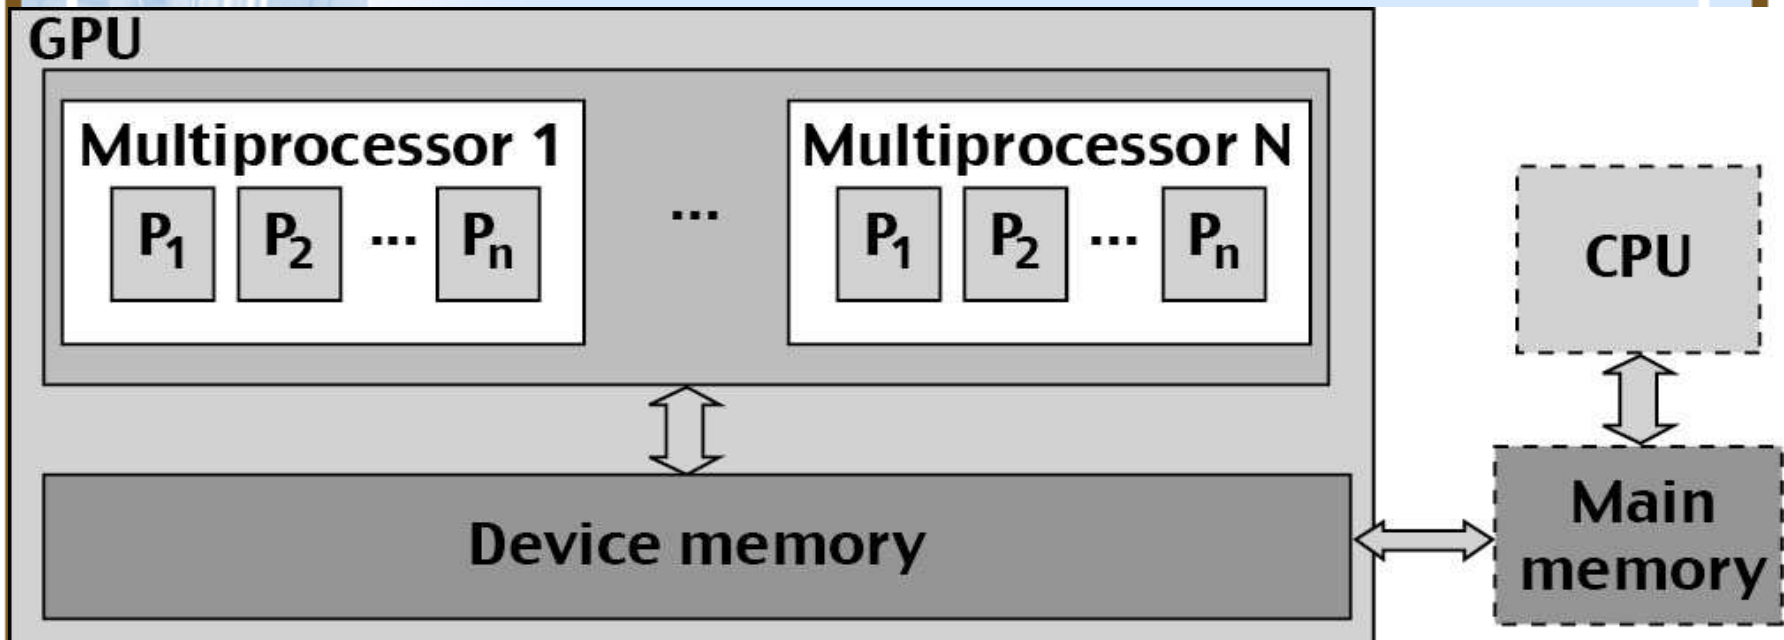 GPU
Multiprocessor 1
P1 P2 ... Pn
...
Multiprocessor N
P1 P2 ... Pn
CPU
Device memory
Main
memory